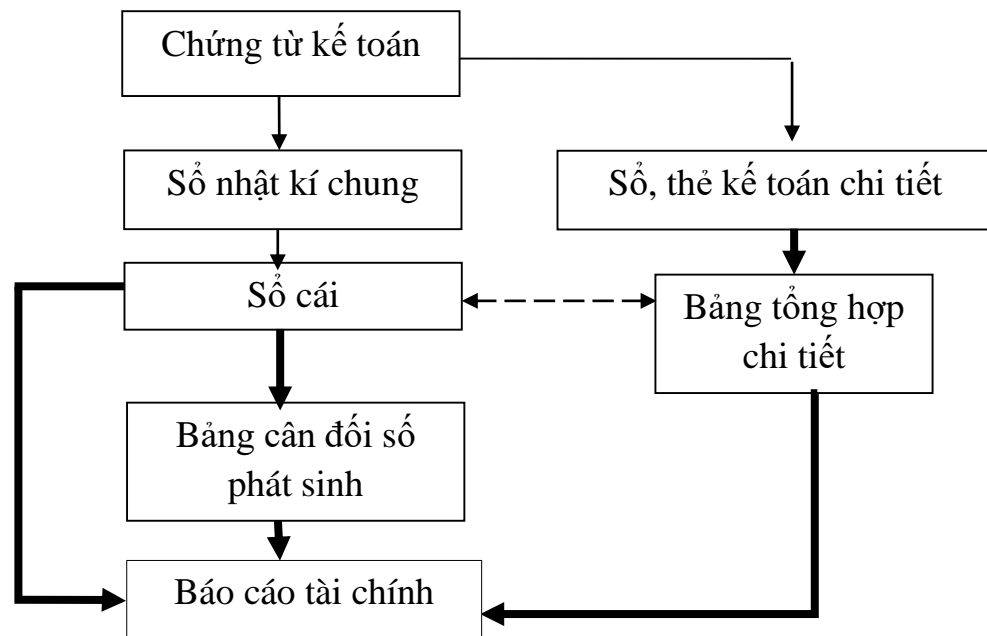 Chứng từ kế toán
Sổ nhật kí chung
Sổ, thẻ kế toán chi tiết
Sổ cái
Bảng tổng hợp
chi tiết
Bảng cân đối số
phát sinh
Báo cáo tài chính